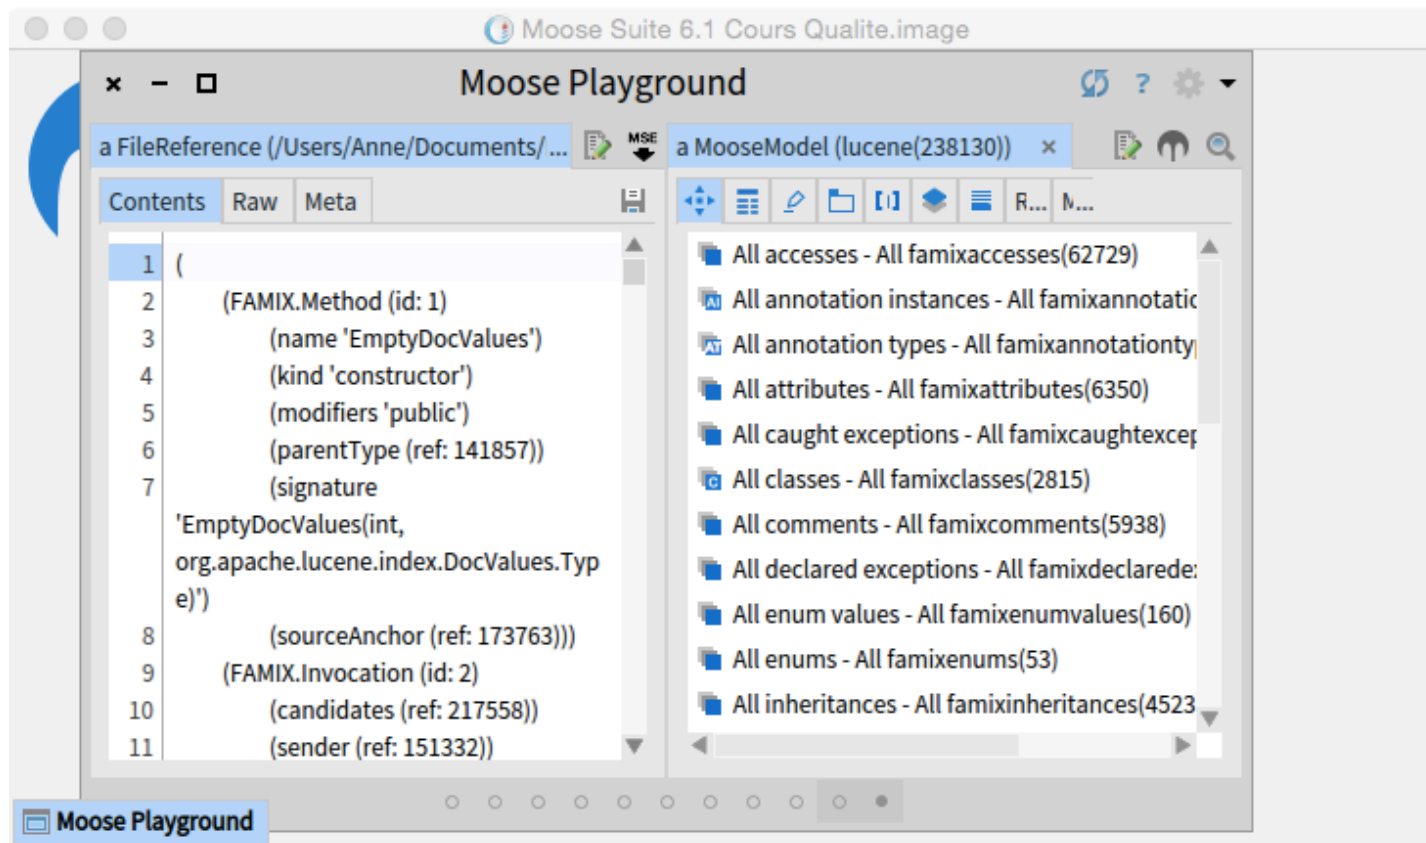 Moose Suite 6.1 Cours Qualite.image
Moose Playground
?
a FileReference (/Users/Anne/Documents/ ...
MSE
a MooseModel (lucene(238130))
Contents Raw Meta
R... M...
1 (
2 (FAMIX.Method (id: 1)
3 (name 'EmptyDocValues')
4 (kind 'constructor')
5 (modifiers 'public')
6 (parentType (ref: 141857))
7 (signature
'EmptyDocValues(int,
org.apache.lucene.index.DocValues.Typ
e)')
8 (sourceAnchor (ref: 173763)))
9 (FAMIX.Invocation (id: 2)
10 (candidates (ref: 217558))
11 (sender (ref: 151332))
All accesses - All famixaccesses(62729)
AI All annotation instances - All famixannotatic
AT All annotation types - All famixannotationty
All attributes - All famixattributes(6350)
All caught exceptions - All famixcaughtexcep
C All classes - All famixclasses(2815)
All comments - All famixcomments(5938)
All declared exceptions - All famixdeclarede
All enum values - All famixenumvalues(160)
All enums - All famixenums(53)
All inheritances - All famixinheritances(4523
Moose Playground